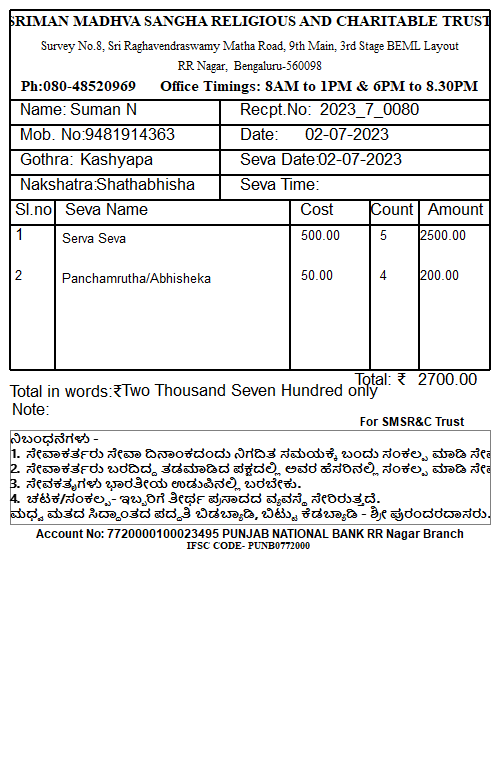 SRIMAN MADHVA SANGHA RELIGIOUS AND CHARITABLE TRUST
Survey No.8, Sri Raghavendraswamy Matha Road, 9th Main, 3rd Stage BEML Layout
RR Nagar, Bengaluru-560098
Ph:080-48520969 Office Timings: 8AM to 1PM & 6PM to 8.30PM
Name: Suman N Recpt.No: 2023_7_0080
Mob. No:9481914363 Date: 02-07-2023
Gothra: Kashyapa Seva Date:02-07-2023
Nakshatra:Shathabhisha Seva Time:
Sl.no Seva Name Cost Count Amount
1 Serva Seva 500.00 5 2500.00
2 Panchamrutha/Abhisheka 50.00 4 200.00
Total: ₹ 2700.00
Total in words:₹Two Thousand Seven Hundred only
Note:
For SMSR&C Trust
ನಿಬಂಧನೆಗಳು -
1. ಸೇವಾಕರ್ತರು ಸೇವಾ ದಿನಾಂಕದಂದು ನಿಗದಿತ ಸಮಯಕ್ಕೆ ಬಂದು ಸಂಕಲ್ಪ ಮಾಡಿ
2. ಸೇವಾಕರ್ತರು ಬರದಿದ್ದ ತಡಮಾಡಿದ ಪಕ್ಷದಲ್ಲಿ ಅವರ ಹೆಸರಿನಲ್ಲಿ ಸಂಕಲ್ಪ ಮಾಡಿ
3. ಸೇವಕತೃಗಳು ಭಾರತೀಯ ಉಡುಪಿನಲ್ಲಿ ಬರಬೇಕು.
4. ಚಟಕ/ಸಂಕಲ್ಪ- ಇಬ್ಬರಿಗೆ ತೀರ್ಥ ಪ್ರಸಾದದ ವ್ಯವಸ್ಥೆ ಸೇರಿರುತ್ತದೆ.
ಮಧ್ವ ಮತದ ಸಿದ್ಧಾಂತದ ಪದ್ಧತಿ ಬಿಡಬ್ಯಾಡಿ, ಬಿಟ್ಟು ಕೆಡಬ್ಯಾಡಿ - ಶ್ರೀ ಪುರಂದರದಾಸರು.
Account No: 7720000100023495 PUNJAB NATIONAL BANK RR Nagar Branch
IFSC CODE- PUNB0772000